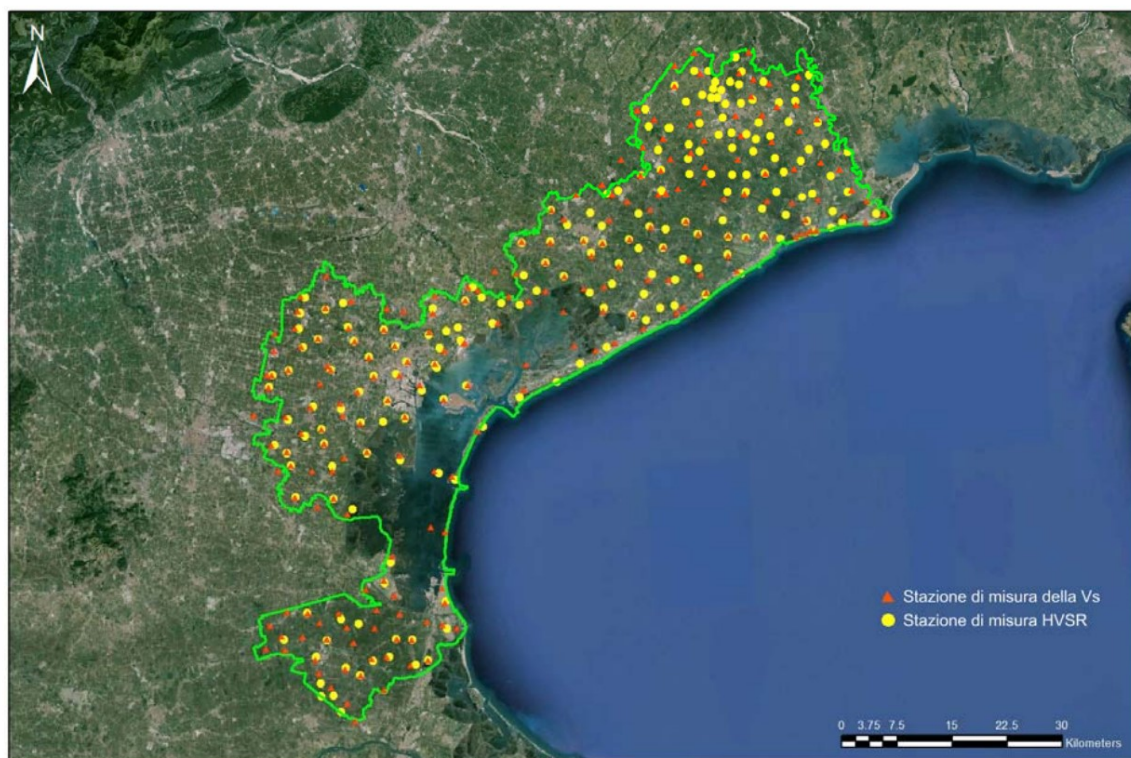 N
Stazione di misura della Vs
Stazione di misura HVSR
0 3.75 7.5 15 22.5 30
Kilometers